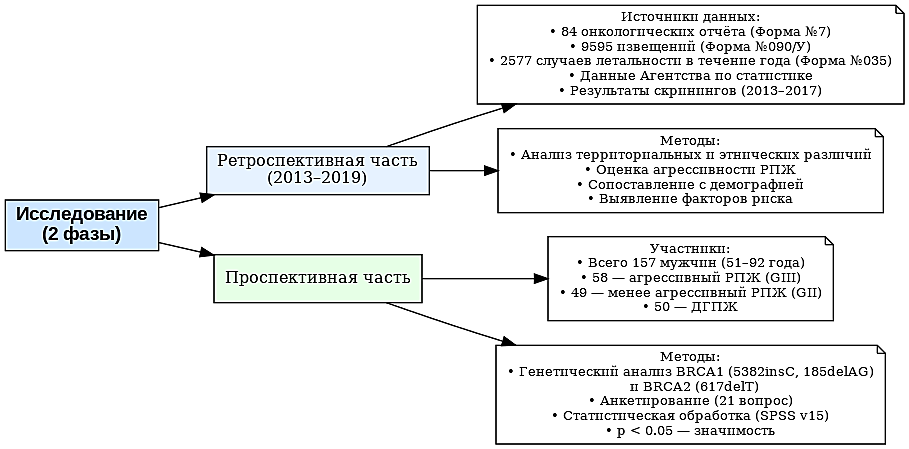 Исследование
(2 фазы)
Ретроспективная часть
(2013–2019)
Источники данных:
• 84 онкологических отчёта (Форма №7)
• 9595 извещений (Форма №090/У)
• 2577 случаев летальности в течение года (Форма №035)
• Данные Агентства по статистике
• Результаты скринингов (2013–2017)
Методы:
• Анализ территориальных и этнических различий
• Оценка агрессивности РПЖ
• Сопоставление с демографией
• Выявление факторов риска
Проспективная часть
Участники:
• Всего 157 мужчин (51–92 года)
• 58 — агрессивный РПЖ (GIII)
• 49 — менее агрессивный РПЖ (GII)
• 50 — ДГПЖ
Методы:
• Генетический анализ BRCA1 (5382insC, 185delAG)
и BRCA2 (617delT)
• Анкетирование (21 вопрос)
• Статистическая обработка (SPSS v15)
• p < 0.05 — значимость